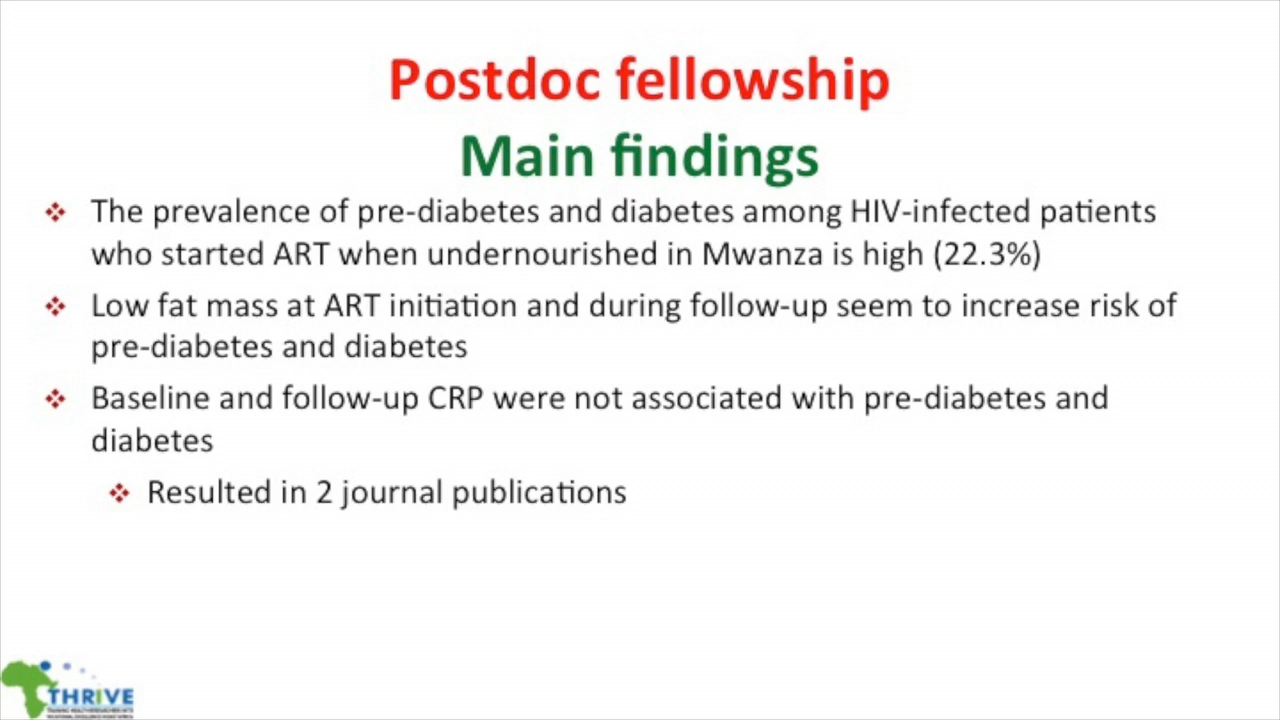 Postdoc fellowship
Main findings
The prevalence of pre-diabetes and diabetes among HIV-infected patients
who started ART when undernourished in Mwanza is high (22.3%)
Low fat mass at ART initiation and during follow-up seem to increase risk of
pre-diabetes and diabetes
Baseline and follow-up CRP were not associated with pre-diabetes and
diabetes
Resulted in 2 journal publications
THRiVE